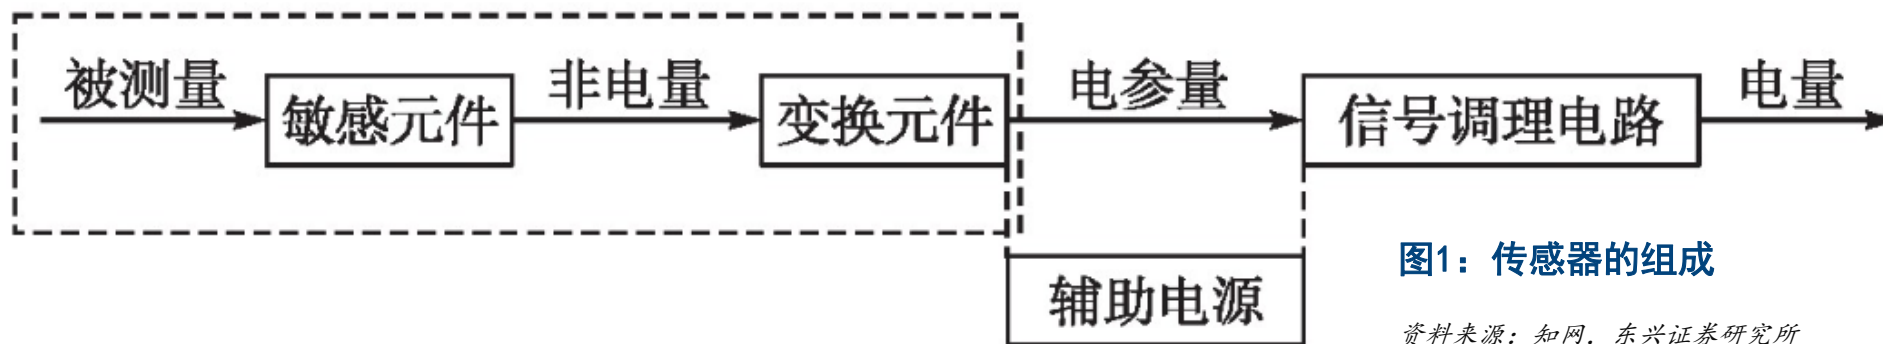 被测量 敏感元件 非电量 变换元件 电参量 信号调理电路 电量
辅助电源
图1：传感器的组成
资料来源：知网，东兴证券研究所